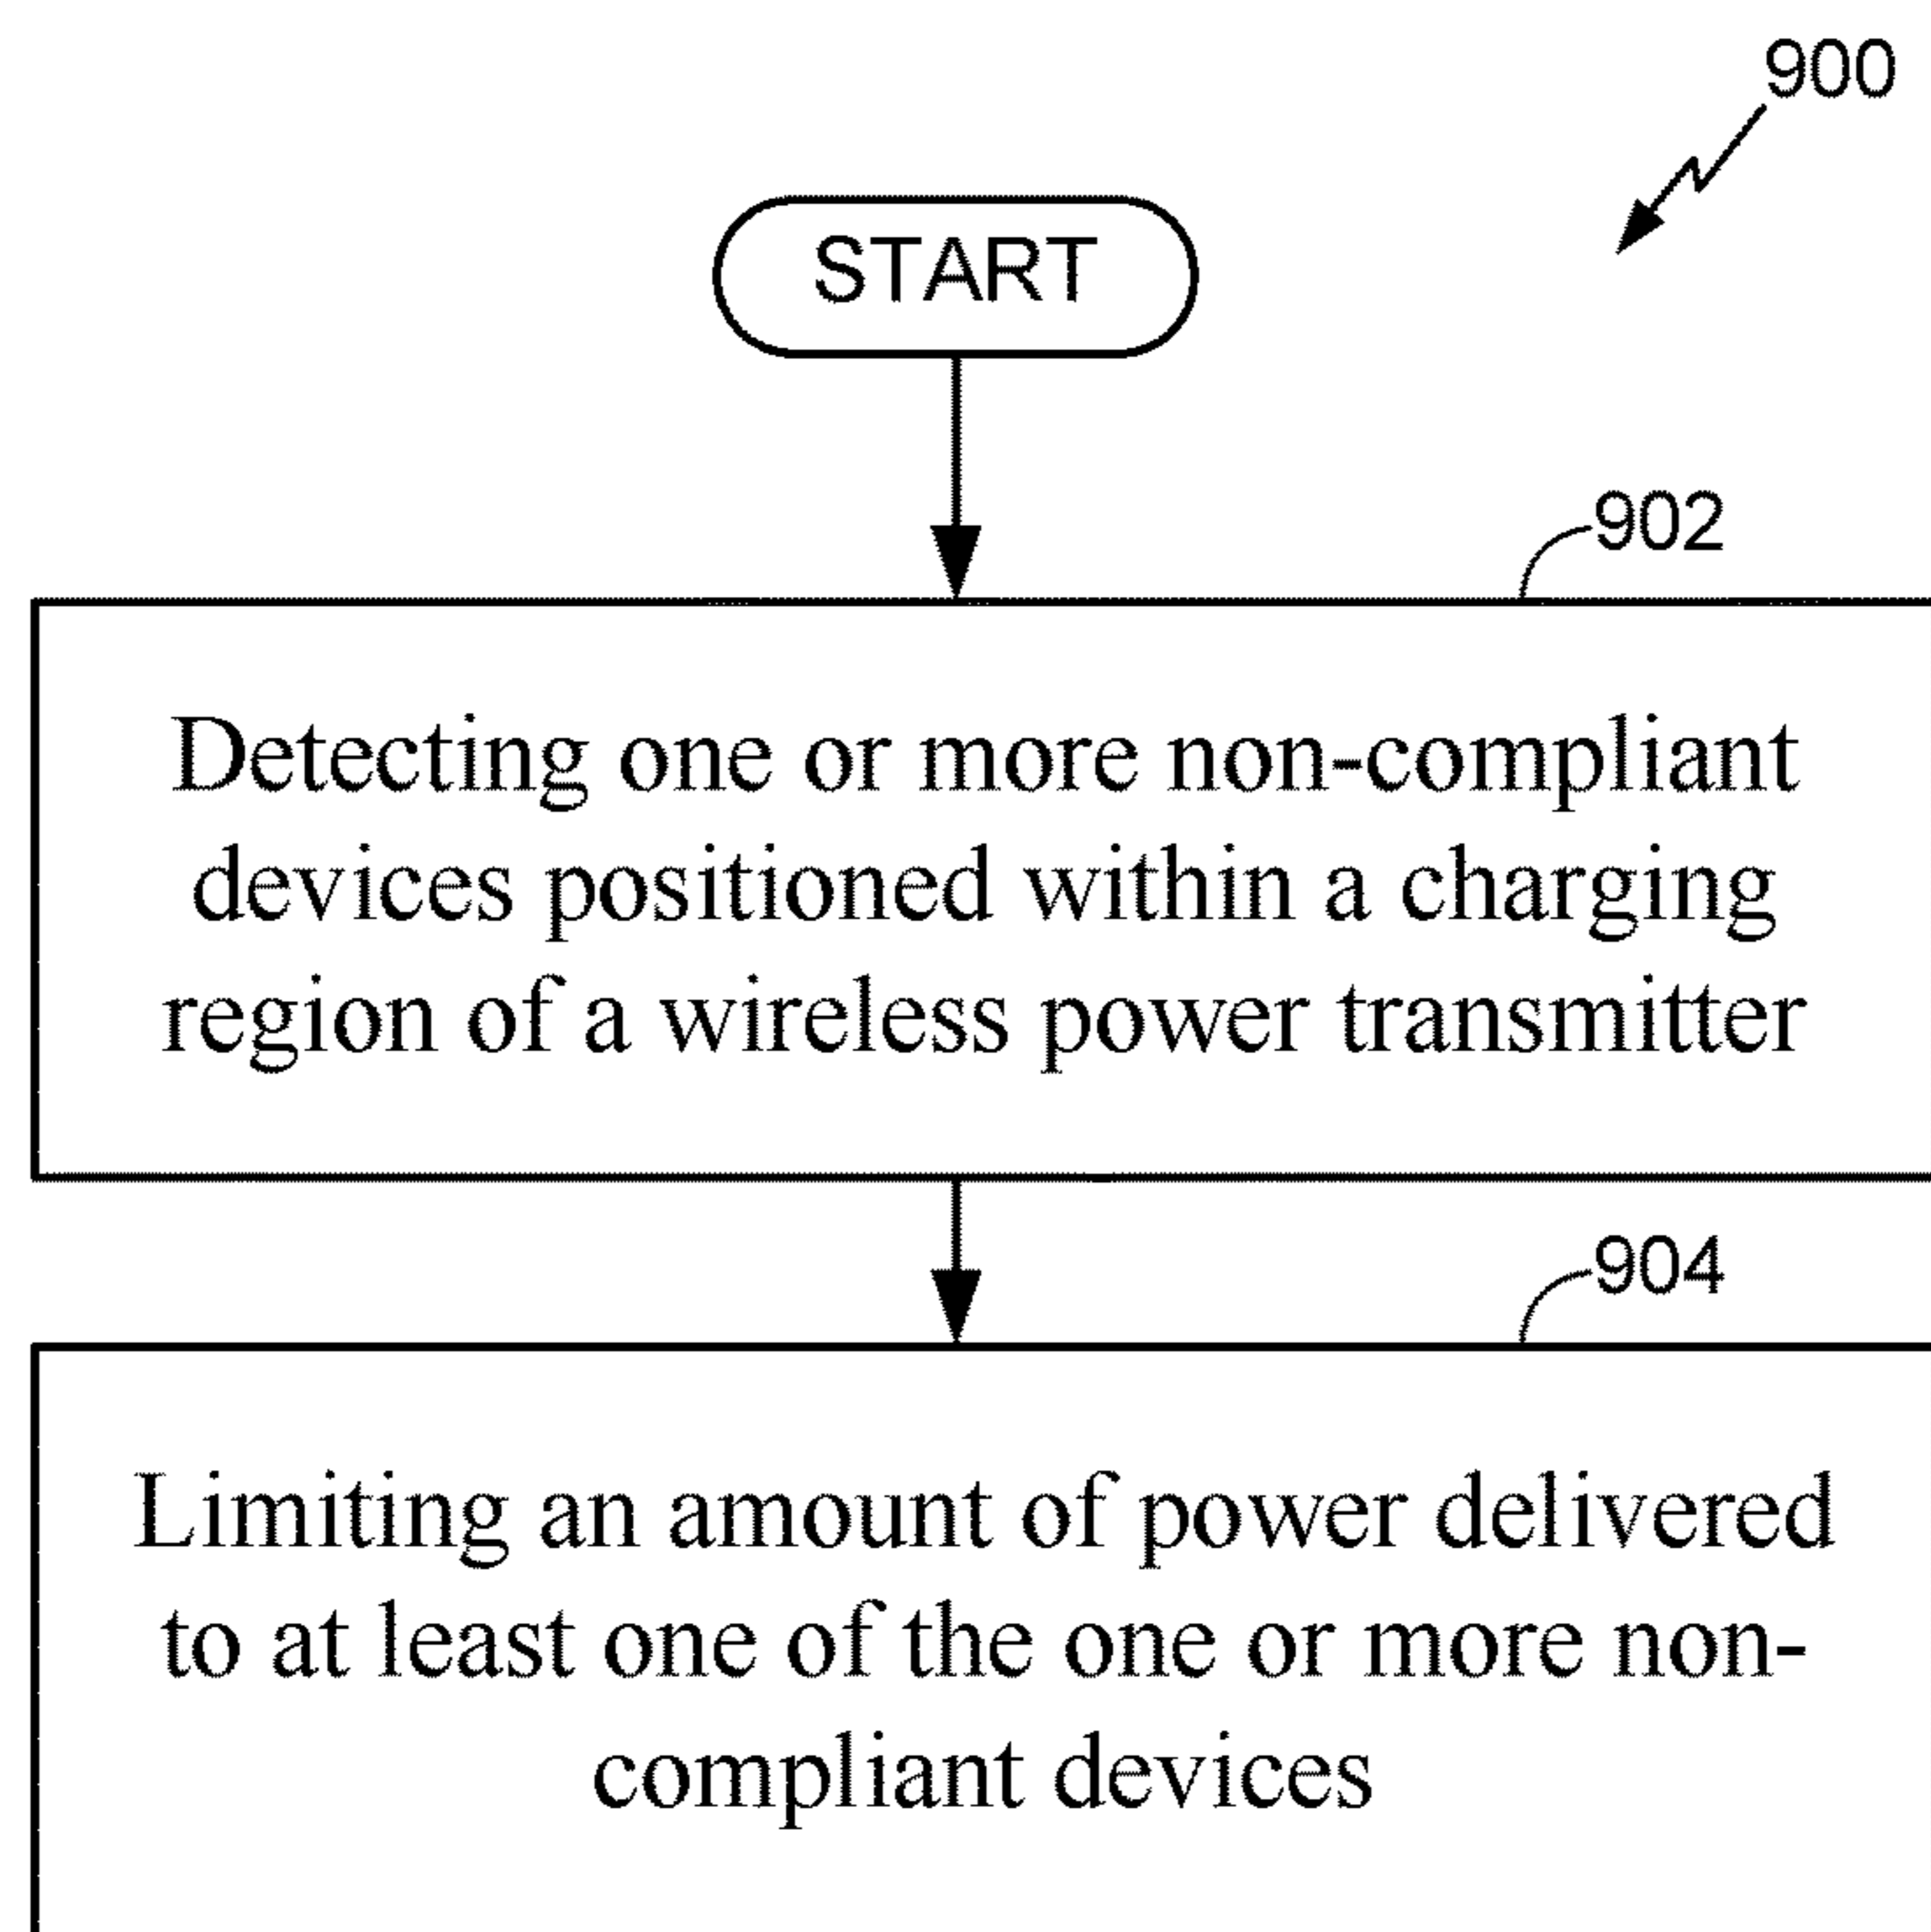 900
START
902
Detecting one or more non-compliant
devices positioned within a charging
region of a wireless power transmitter
904
Limiting an amount of power delivered
to at least one of the one or more non-
compliant devices